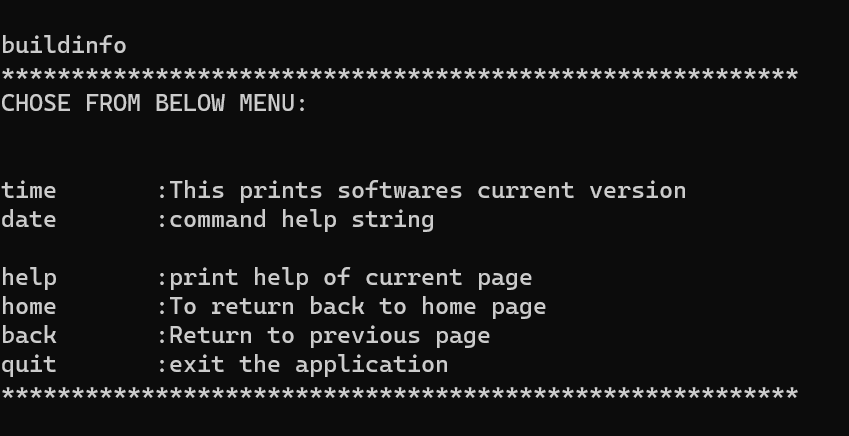 buildinfo
*********************************************************
CHOSE FROM BELOW MENU:
time       :This prints softwares current version
date       :command help string
help       :print help of current page
home       :To return back to home page
back       :Return to previous page
quit       :exit the application
*********************************************************